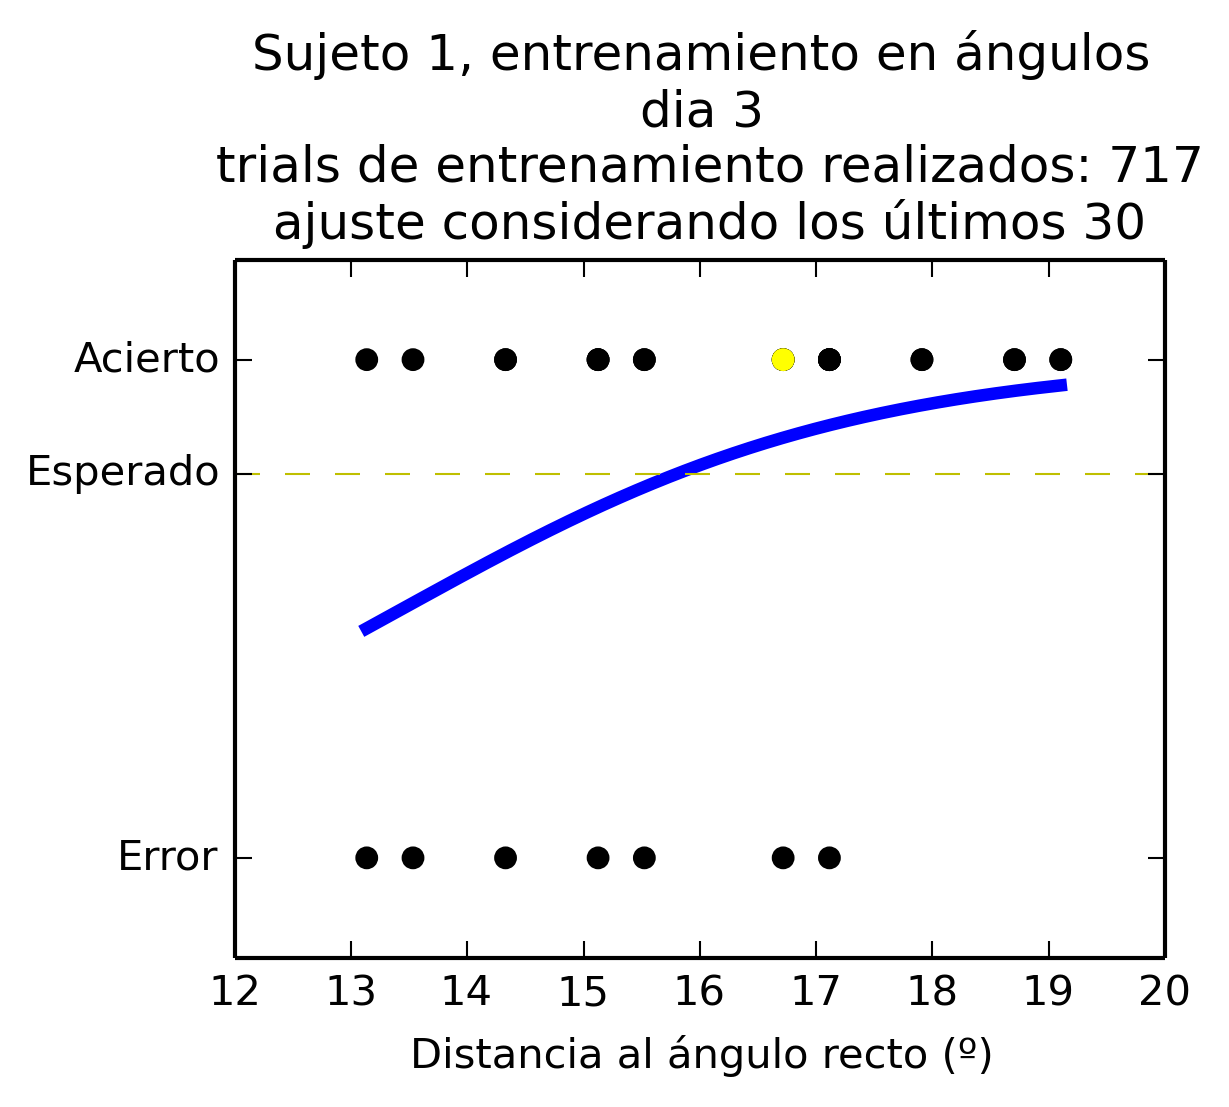 Sujeto 1, entrenamiento en ángulos
dia 3
trials de entrenamiento realizados: 717
ajuste considerando los últimos 30
Acierto
Esperado
Error
12 13 14 15 16 17 18 19 20
Distancia al ángulo recto (º)